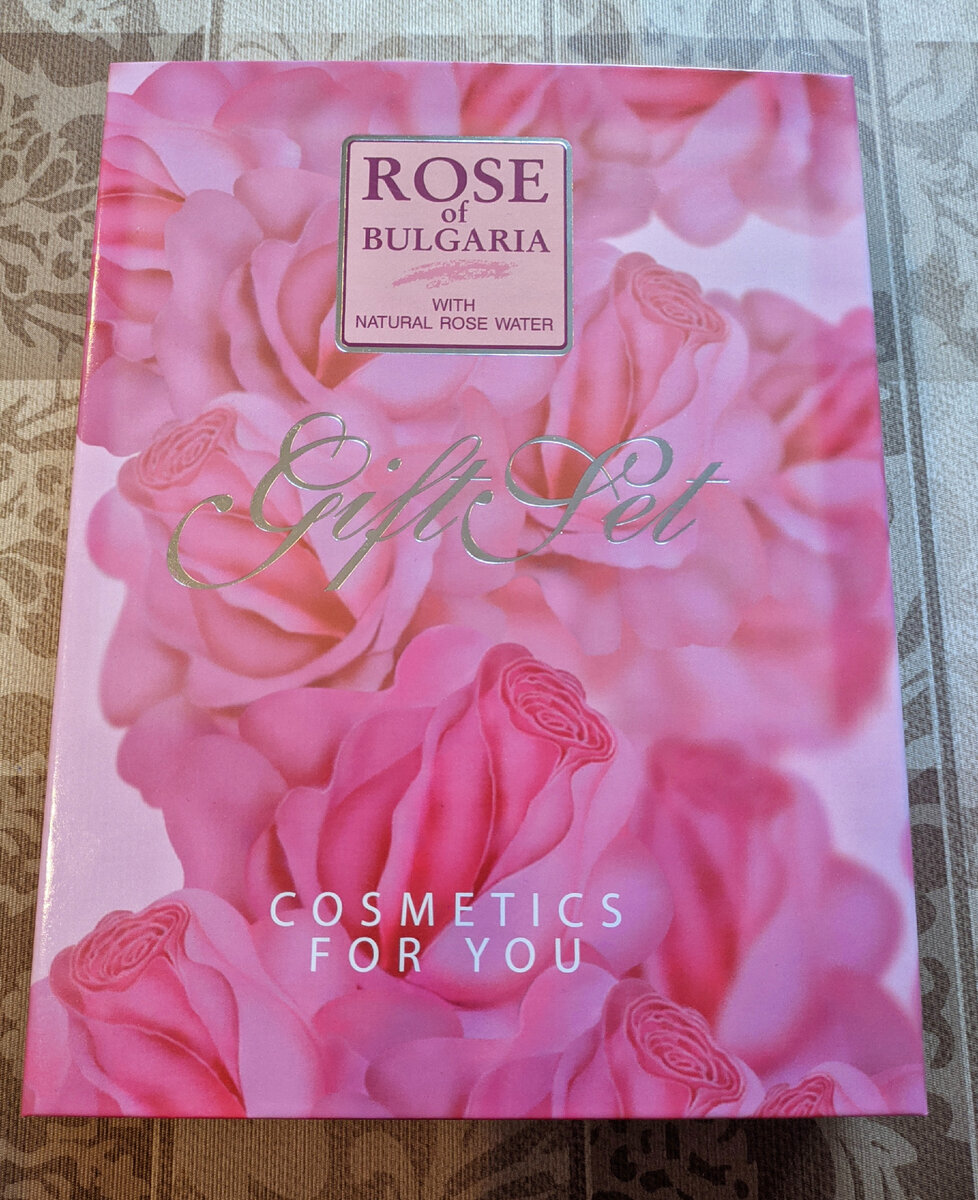 ROSE
of
BULGARIA
WITH
NATURAL ROSE WATER
Gift Set
COSMETICS
FOR YOU